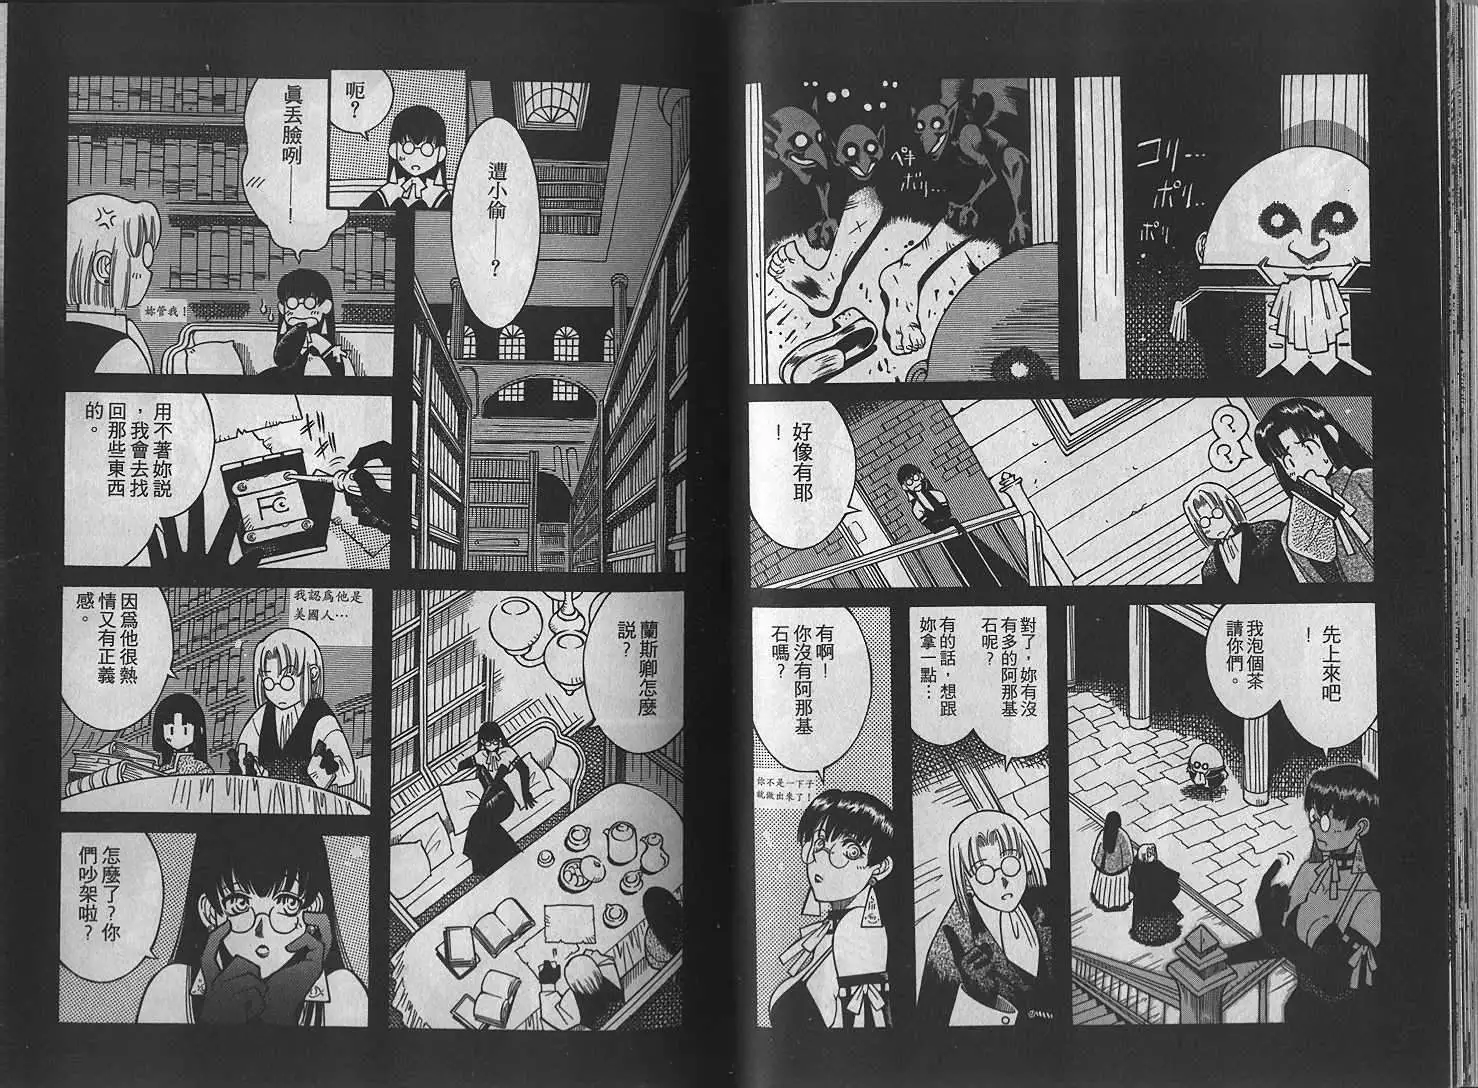 コリ…
ポリ..
ポリ.
ペキ
ボリ…
好像有耶
！
先上來吧
！
我泡個茶
請你們。
對了，妳有沒
有多的阿那基
石呢？
有的話，想跟
妳拿一點…
有啊！
你沒有阿那基
石嗎？
妳不是一下子
就做出來了！
遭小偷——？
呃？
真丟臉咧——！
妳管我！
用不著妳說
，我會去找
回那些東西
的。
蘭斯卿怎麼
說？
我認為他是
美國人…
因為他很熱
情又有正義
感。
怎麼了？你
們吵架啦？